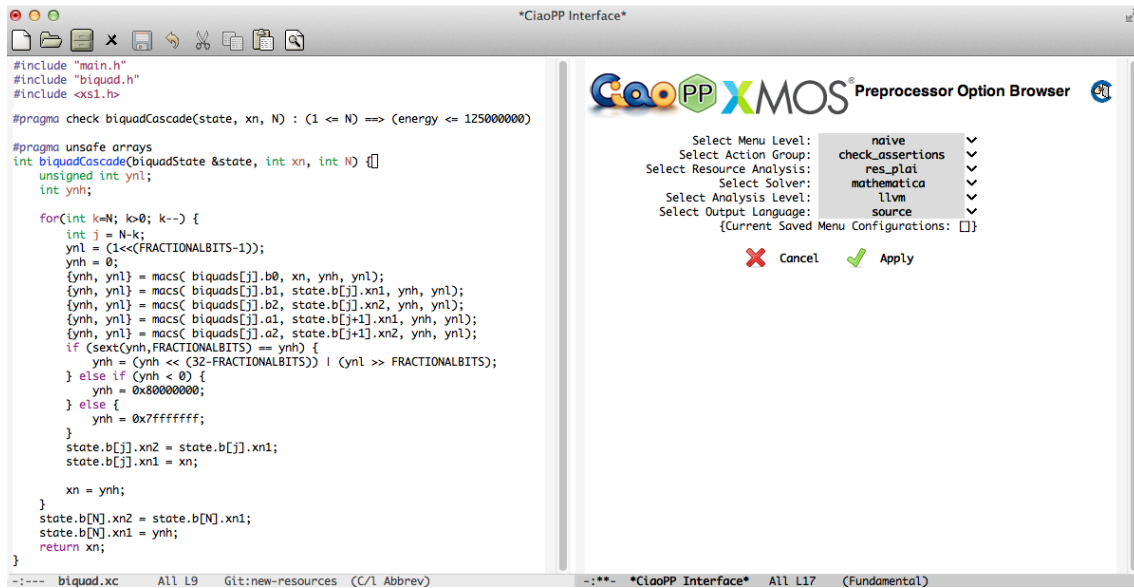 *CiaoPP Interface*
#include "main.h"
#include "biquad.h"
#include <xs1.h>
#pragma check biquadCascade(state, xn, N) : (1 <= N) ==> (energy <= 125000000)
#pragma unsafe arrays
int biquadCascade(biquadState &state, int xn, int N) {
    unsigned int ynl;
    int ynh;
    for(int k=N; k>0; k--) {
        int j = N-k;
        ynl = (1<<(FRACTIONALBITS-1));
        ynh = 0;
        {ynh, ynl} = macs( biquads[j].b0, xn, ynh, ynl);
        {ynh, ynl} = macs( biquads[j].b1, state.b[j].xn1, ynh, ynl);
        {ynh, ynl} = macs( biquads[j].b2, state.b[j].xn2, ynh, ynl);
        {ynh, ynl} = macs( biquads[j].a1, state.b[j+1].xn1, ynh, ynl);
        {ynh, ynl} = macs( biquads[j].a2, state.b[j+1].xn2, ynh, ynl);
        if (sext(ynh,FRACTIONALBITS) == ynh) {
            ynh = (ynh << (32-FRACTIONALBITS)) | (ynl >> FRACTIONALBITS);
        } else if (ynh < 0) {
            ynh = 0x80000000;
        } else {
            ynh = 0x7fffffff;
        }
        state.b[j].xn2 = state.b[j].xn1;
        state.b[j].xn1 = xn;
        xn = ynh;
    }
    state.b[N].xn2 = state.b[N].xn1;
    state.b[N].xn1 = ynh;
    return xn;
}
-:--- biquad.xc All L9 Git:new-resources (C/l Abbrev)
Ciao PP XMOS® Preprocessor Option Browser
Select Menu Level: naive
Select Action Group: check_assertions
Select Resource Analysis: res_plai
Select Solver: mathematica
Select Analysis Level: llvm
Select Output Language: source
{Current Saved Menu Configurations: []}
Cancel Apply
-:**- *CiaoPP Interface* All L17 (Fundamental)